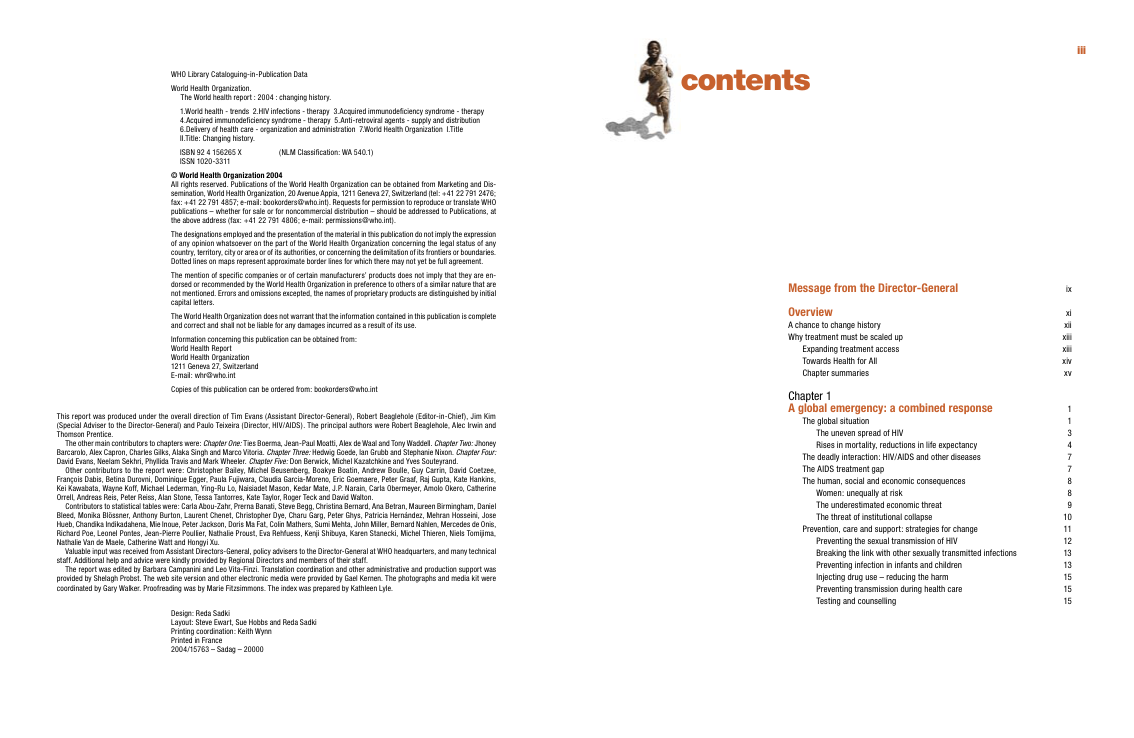 WHO Library Cataloguing-in-Publication Data
World Health Organization.
The World health report : 2004 : changing history.
1.World health - trends 2.HIV infections - therapy 3.Acquired immunodeficiency syndrome - therapy
4.Acquired immunodeficiency syndrome - therapy 5.Anti-retroviral agents - supply and distribution
6.Delivery of health care - organization and administration 7.World Health Organization I.Title
II.Title: Changing history.
ISBN 92 4 156265 X (NLM Classification: WA 540.1)
ISSN 1020-3311
© World Health Organization 2004
All rights reserved. Publications of the World Health Organization can be obtained from Marketing and Dis-
semination, World Health Organization, 20 Avenue Appia, 1211 Geneva 27, Switzerland (tel: +41 22 791 2476;
fax: +41 22 791 4857; e-mail: bookorders@who.int). Requests for permission to reproduce or translate WHO
publications – whether for sale or for noncommercial distribution – should be addressed to Publications, at
the above address (fax: +41 22 791 4806; e-mail: permissions@who.int).
The designations employed and the presentation of the material in this publication do not imply the expression
of any opinion whatsoever on the part of the World Health Organization concerning the legal status of any
country, territory, city or area or of its authorities, or concerning the delimitation of its frontiers or boundaries.
Dotted lines on maps represent approximate border lines for which there may not yet be full agreement.
The mention of specific companies or of certain manufacturers' products does not imply that they are en-
dorsed or recommended by the World Health Organization in preference to others of a similar nature that are
not mentioned. Errors and omissions excepted, the names of proprietary products are distinguished by initial
capital letters.
The World Health Organization does not warrant that the information contained in this publication is complete
and correct and shall not be liable for any damages incurred as a result of its use.
Information concerning this publication can be obtained from:
World Health Report
World Health Organization
1211 Geneva 27, Switzerland
E-mail: whr@who.int
Copies of this publication can be ordered from: bookorders@who.int
This report was produced under the overall direction of Tim Evans (Assistant Director-General), Robert Beaglehole (Editor-in-Chief), Jim Kim
(Special Adviser to the Director-General) and Paulo Teixeira (Director, HIV/AIDS). The principal authors were Robert Beaglehole, Alec Irwin and
Thomson Prentice.
The other main contributors to chapters were: Chapter One: Ties Boerma, Jean-Paul Moatti, Alex de Waal and Tony Waddell. Chapter Two: Jhoney
Barcarolo, Alex Capron, Charles Gilks, Alaka Singh and Marco Vitoria. Chapter Three: Hedwig Goede, Ian Grubb and Stephanie Nixon. Chapter Four:
David Evans, Neelam Sekhri, Phyllida Travis and Mark Wheeler. Chapter Five: Don Berwick, Michel Kazatchkine and Yves Souteyrand.
Other contributors to the report were: Christopher Bailey, Michel Beusenberg, Boakye Boatin, Andrew Boulle, Guy Carrin, David Coetzee,
François Dabis, Betina Durovni, Dominique Egger, Paula Fujiwara, Claudia Garcia-Moreno, Eric Goemaere, Peter Graaf, Raj Gupta, Kate Hankins,
Kei Kawabata, Wayne Koff, Michael Lederman, Ying-Ru Lo, Naisiadet Mason, Kedar Mate, J.P. Narain, Carla Obermeyer, Amolo Okero, Catherine
Orrell, Andreas Reis, Peter Reiss, Alan Stone, Tessa Tantorres, Kate Taylor, Roger Teck and David Walton.
Contributors to statistical tables were: Carla Abou-Zahr, Prerna Banati, Steve Begg, Christina Bernard, Ana Betran, Maureen Birmingham, Daniel
Bleed, Monika Blössner, Anthony Burton, Laurent Chenet, Christopher Dye, Charu Garg, Peter Ghys, Patricia Hernández, Mehran Hosseini, Jose
Hueb, Chandika Indikadahena, Mie Inoue, Peter Jackson, Doris Ma Fat, Colin Mathers, Sumi Mehta, John Miller, Bernard Nahlen, Mercedes de Onis,
Richard Poe, Leonel Pontes, Jean-Pierre Poullier, Nathalie Proust, Eva Rehfuess, Kenji Shibuya, Karen Stanecki, Michel Thieren, Niels Tomijima,
Nathalie Van de Maele, Catherine Watt and Hongyi Xu.
Valuable input was received from Assistant Directors-General, policy advisers to the Director-General at WHO headquarters, and many technical
staff. Additional help and advice were kindly provided by Regional Directors and members of their staff.
The report was edited by Barbara Campanini and Leo Vita-Finzi. Translation coordination and other administrative and production support was
provided by Shelagh Probst. The web site version and other electronic media were provided by Gael Kernen. The photographs and media kit were
coordinated by Gary Walker. Proofreading was by Marie Fitzsimmons. The index was prepared by Kathleen Lyle.
Design: Reda Sadki
Layout: Steve Ewart, Sue Hobbs and Reda Sadki
Printing coordination: Keith Wynn
Printed in France
2004/15763 – Sadag – 20000
iii
contents
Message from the Director-General ix
Overview xi
A chance to change history xii
Why treatment must be scaled up xiii
Expanding treatment access xiii
Towards Health for All xiv
Chapter summaries xv
Chapter 1
A global emergency: a combined response 1
The global situation 1
The uneven spread of HIV 3
Rises in mortality, reductions in life expectancy 4
The deadly interaction: HIV/AIDS and other diseases 7
The AIDS treatment gap 7
The human, social and economic consequences 8
Women: unequally at risk 8
The underestimated economic threat 9
The threat of institutional collapse 10
Prevention, care and support: strategies for change 11
Preventing the sexual transmission of HIV 12
Breaking the link with other sexually transmitted infections 13
Preventing infection in infants and children 13
Injecting drug use – reducing the harm 15
Preventing transmission during health care 15
Testing and counselling 15